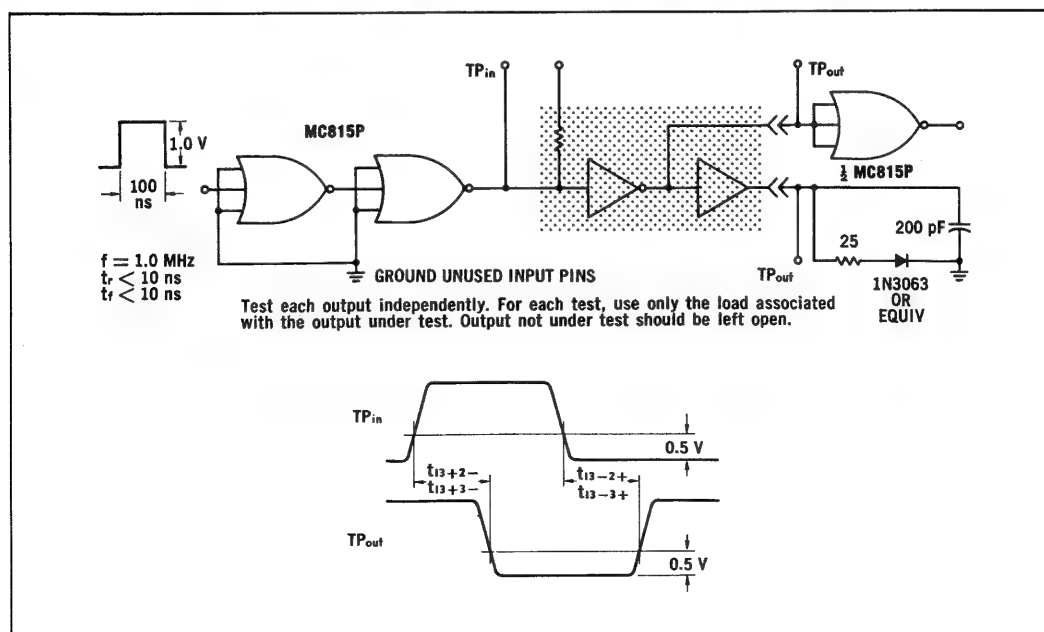 TPin
TPout
MC815P
1.0 V
100
ns
½ MC815P
200 pF
25
f = 1.0 MHz
tr < 10 ns
tf < 10 ns
GROUND UNUSED INPUT PINS
TPout
1N3063
OR
EQUIV
Test each output independently. For each test, use only the load associated
with the output under test. Output not under test should be left open.
TPin
0.5 V
t13+2−
t13+3−
t13−2+
t13−3+
TPout
0.5 V